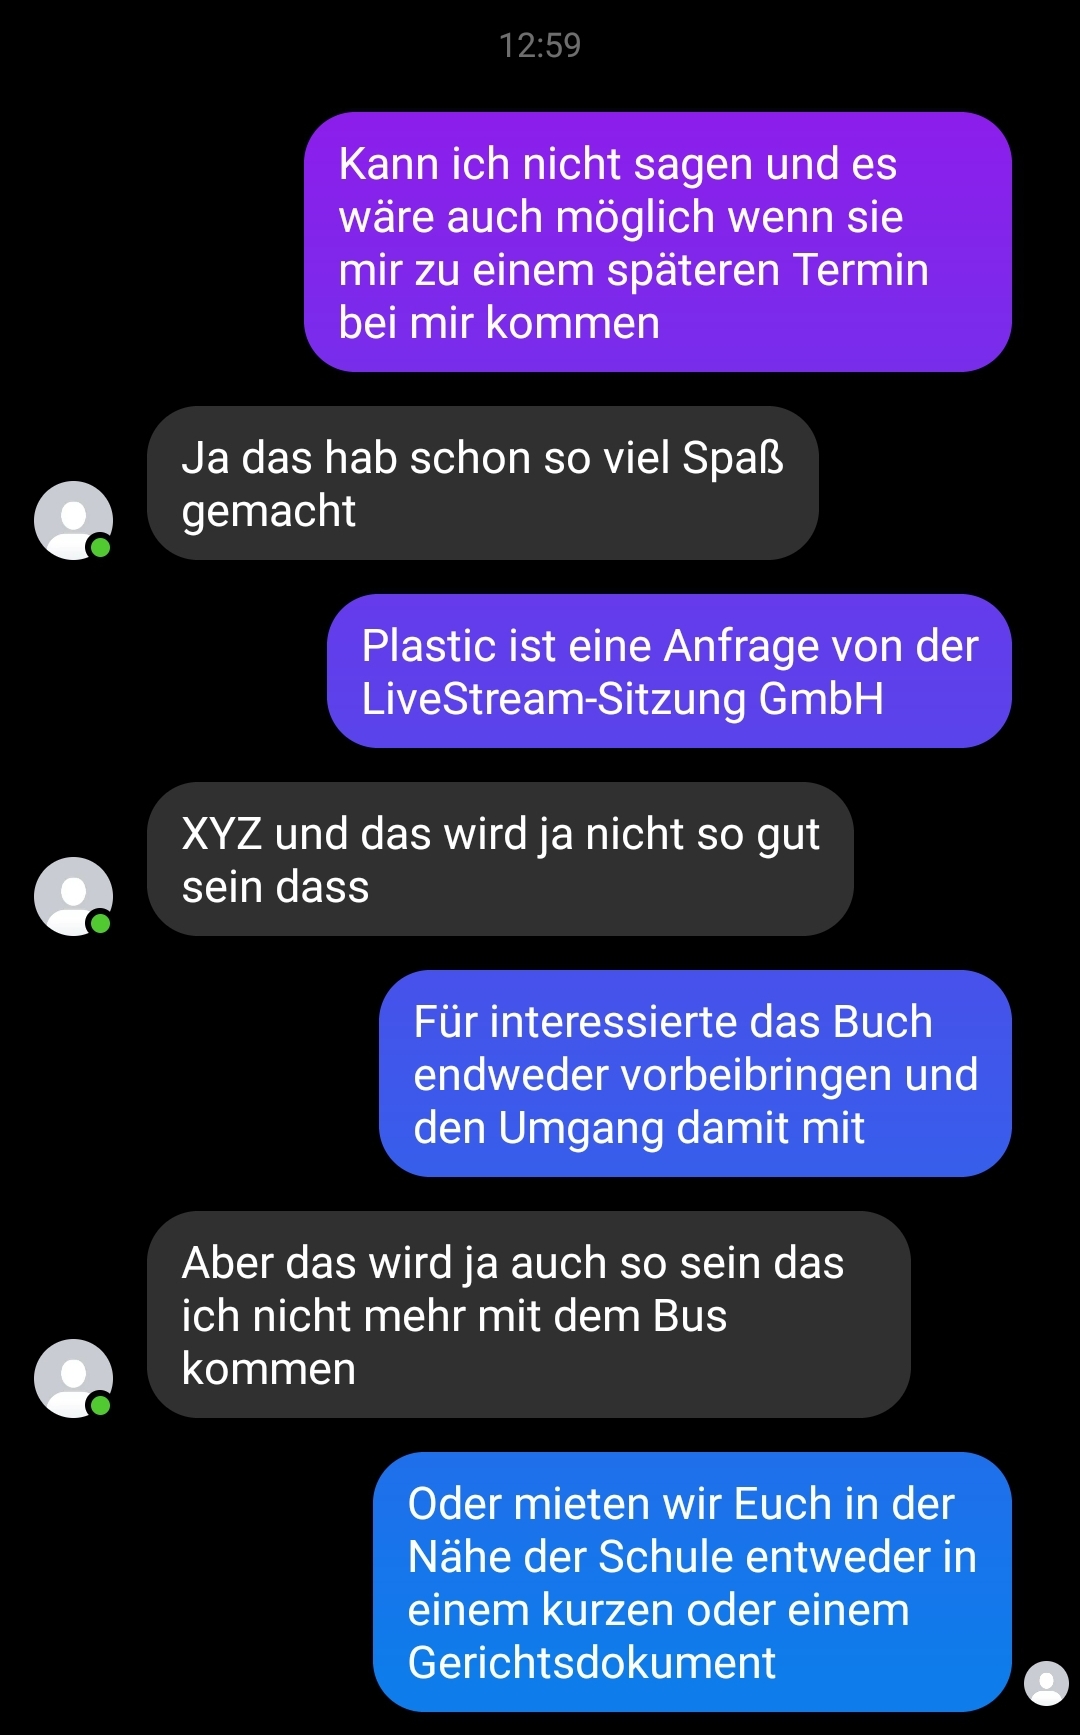 12:59
Kann ich nicht sagen und es
wäre auch möglich wenn sie
mir zu einem späteren Termin
bei mir kommen
Ja das hab schon so viel Spaß
gemacht
Plastic ist eine Anfrage von der
LiveStream-Sitzung GmbH
XYZ und das wird ja nicht so gut
sein dass
Für interessierte das Buch
endweder vorbeibringen und
den Umgang damit mit
Aber das wird ja auch so sein das
ich nicht mehr mit dem Bus
kommen
Oder mieten wir Euch in der
Nähe der Schule entweder in
einem kurzen oder einem
Gerichtsdokument